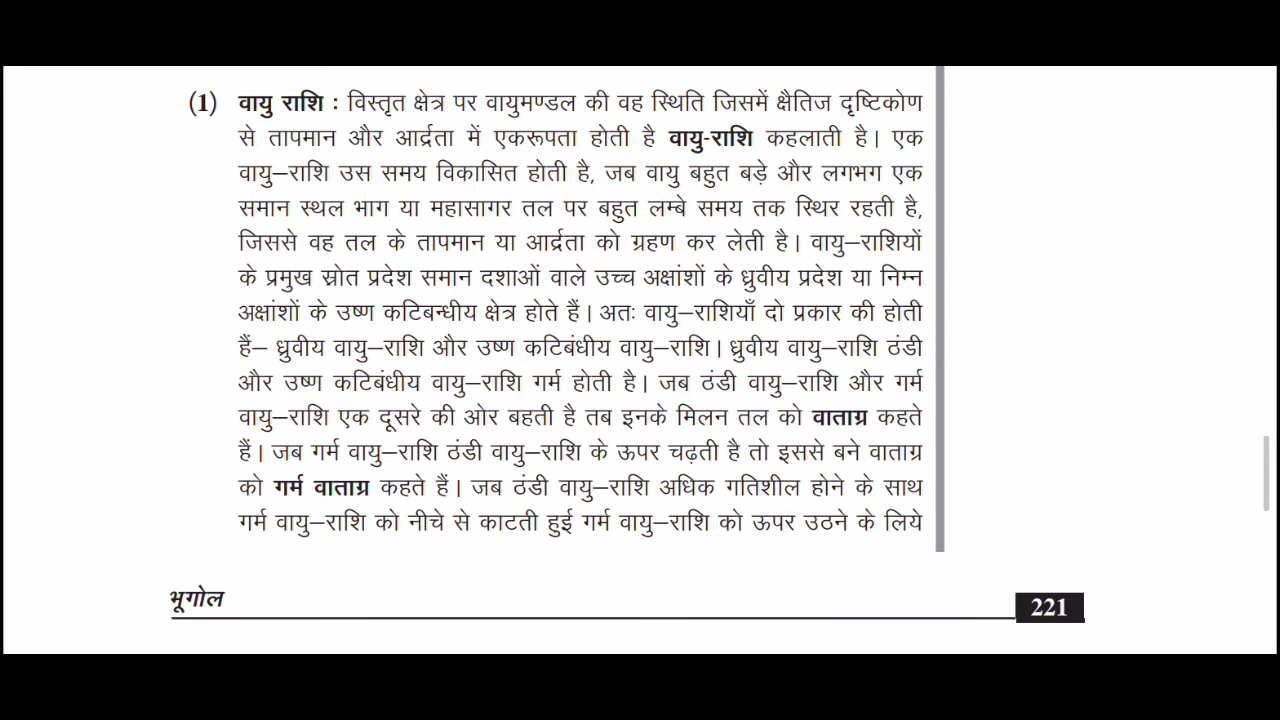 (1) वायु राशि : विस्तृत क्षेत्र पर वायुमण्डल की वह स्थिति जिसमें क्षैतिज दृष्टिकोण
से तापमान और आर्द्रता में एकरूपता होती है वायु-राशि कहलाती है। एक
वायु–राशि उस समय विकासित होती है, जब वायु बहुत बड़े और लगभग एक
समान स्थल भाग या महासागर तल पर बहुत लम्बे समय तक स्थिर रहती है,
जिससे वह तल के तापमान या आर्द्रता को ग्रहण कर लेती है। वायु–राशियों
के प्रमुख स्रोत प्रदेश समान दशाओं वाले उच्च अक्षांशों के ध्रुवीय प्रदेश या निम्न
अक्षांशों के उष्ण कटिबन्धीय क्षेत्र होते हैं। अतः वायु–राशियाँ दो प्रकार की होती
हैं– ध्रुवीय वायु–राशि और उष्ण कटिबंधीय वायु–राशि। ध्रुवीय वायु–राशि ठंडी
और उष्ण कटिबंधीय वायु–राशि गर्म होती है। जब ठंडी वायु–राशि और गर्म
वायु–राशि एक दूसरे की ओर बहती है तब इनके मिलन तल को वाताग्र कहते
हैं। जब गर्म वायु–राशि ठंडी वायु–राशि के ऊपर चढ़ती है तो इससे बने वाताग्र
को गर्म वाताग्र कहते हैं। जब ठंडी वायु–राशि अधिक गतिशील होने के साथ
गर्म वायु–राशि को नीचे से काटती हुई गर्म वायु–राशि को ऊपर उठने के लिये
भूगोल
221